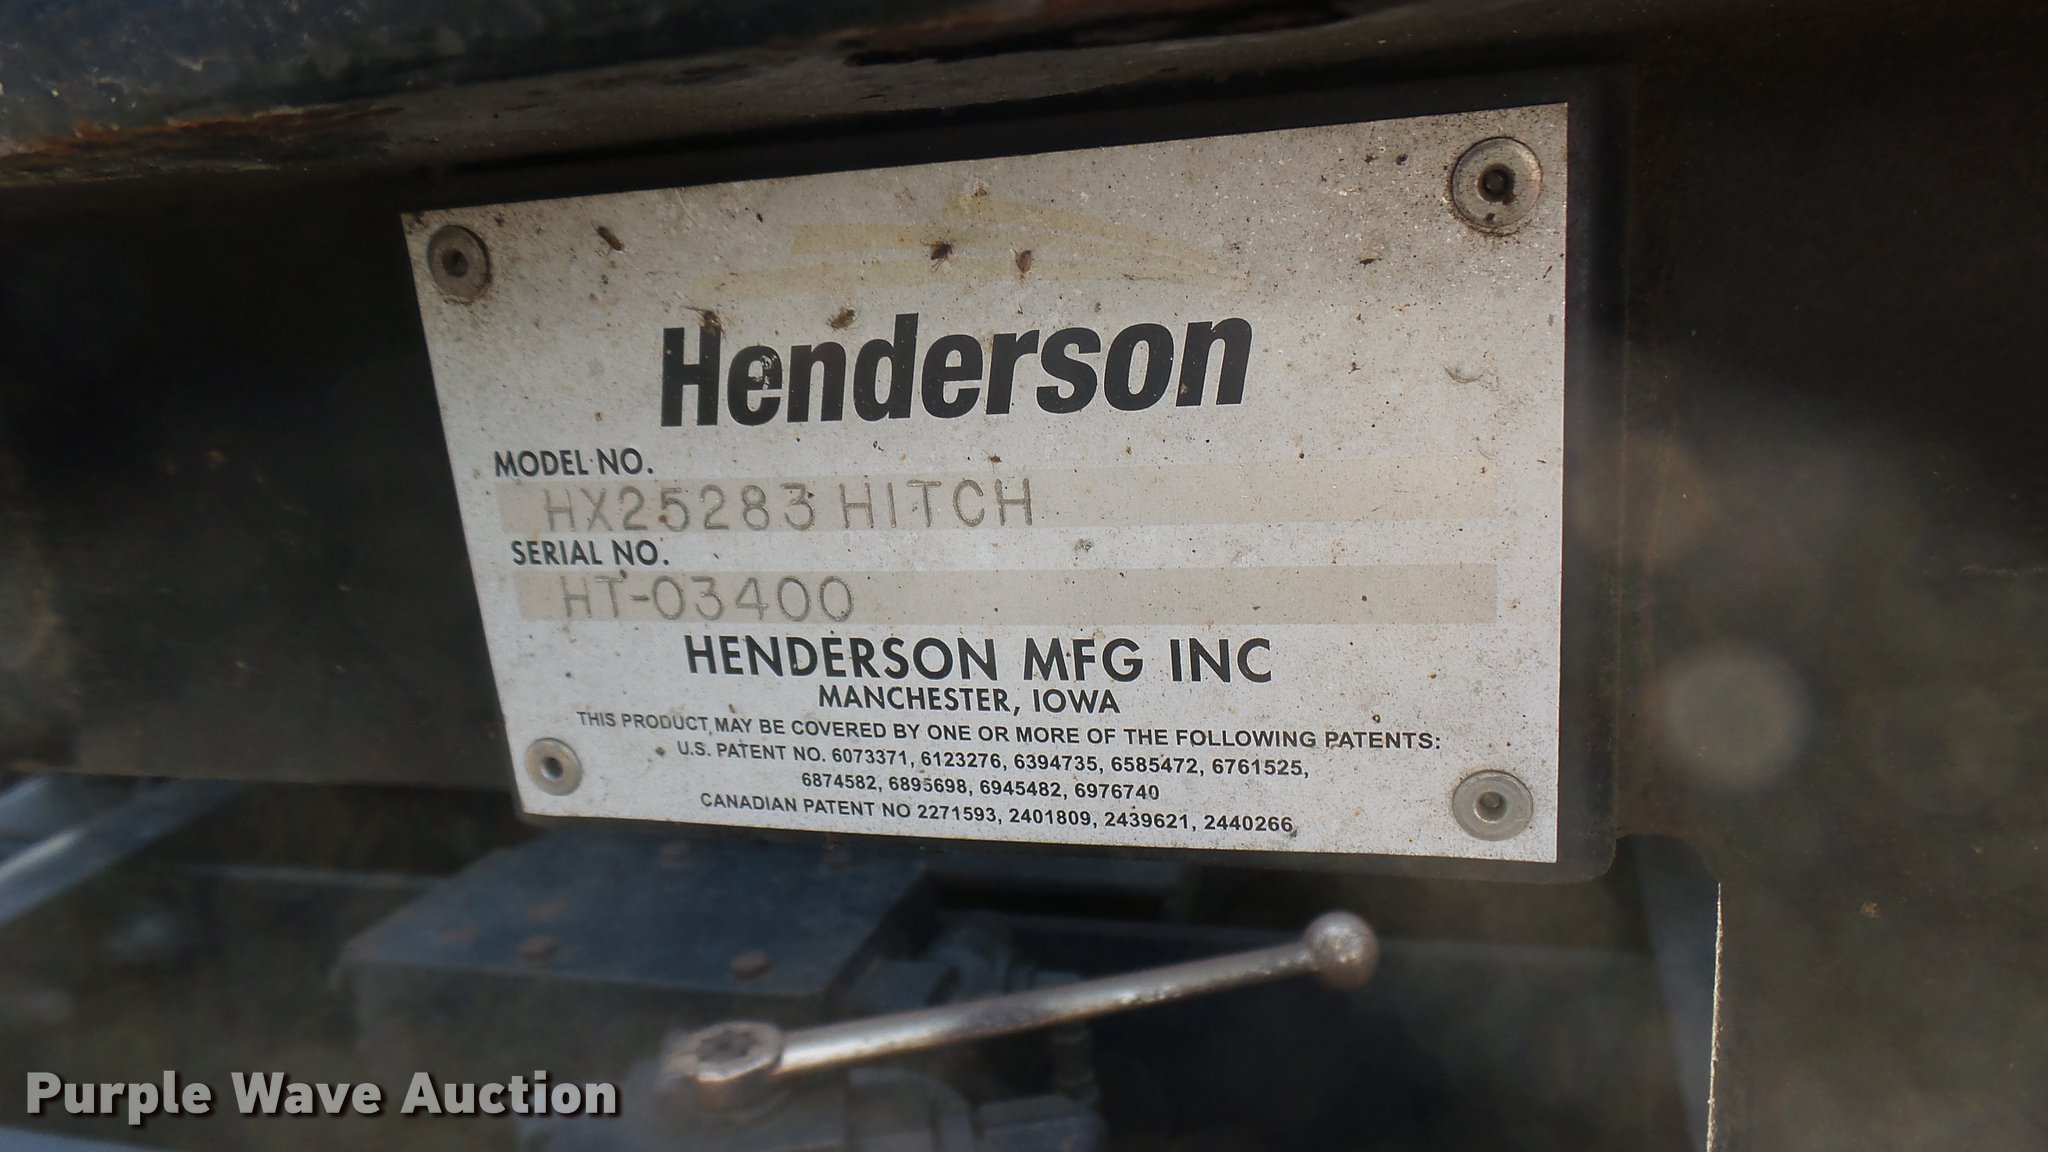 Henderson
MODEL NO.
HX25283 HITCH
SERIAL NO.
HT-03400
HENDERSON MFG INC
MANCHESTER, IOWA
THIS PRODUCT MAY BE COVERED BY ONE OR MORE OF THE FOLLOWING PATENTS:
U.S. PATENT NO. 6073371, 6123276, 6394735, 6585472, 6761525,
6874582, 6895698, 6945482, 6976740
CANADIAN PATENT NO 2271593, 2401809, 2439621, 2440266
Purple Wave Auction